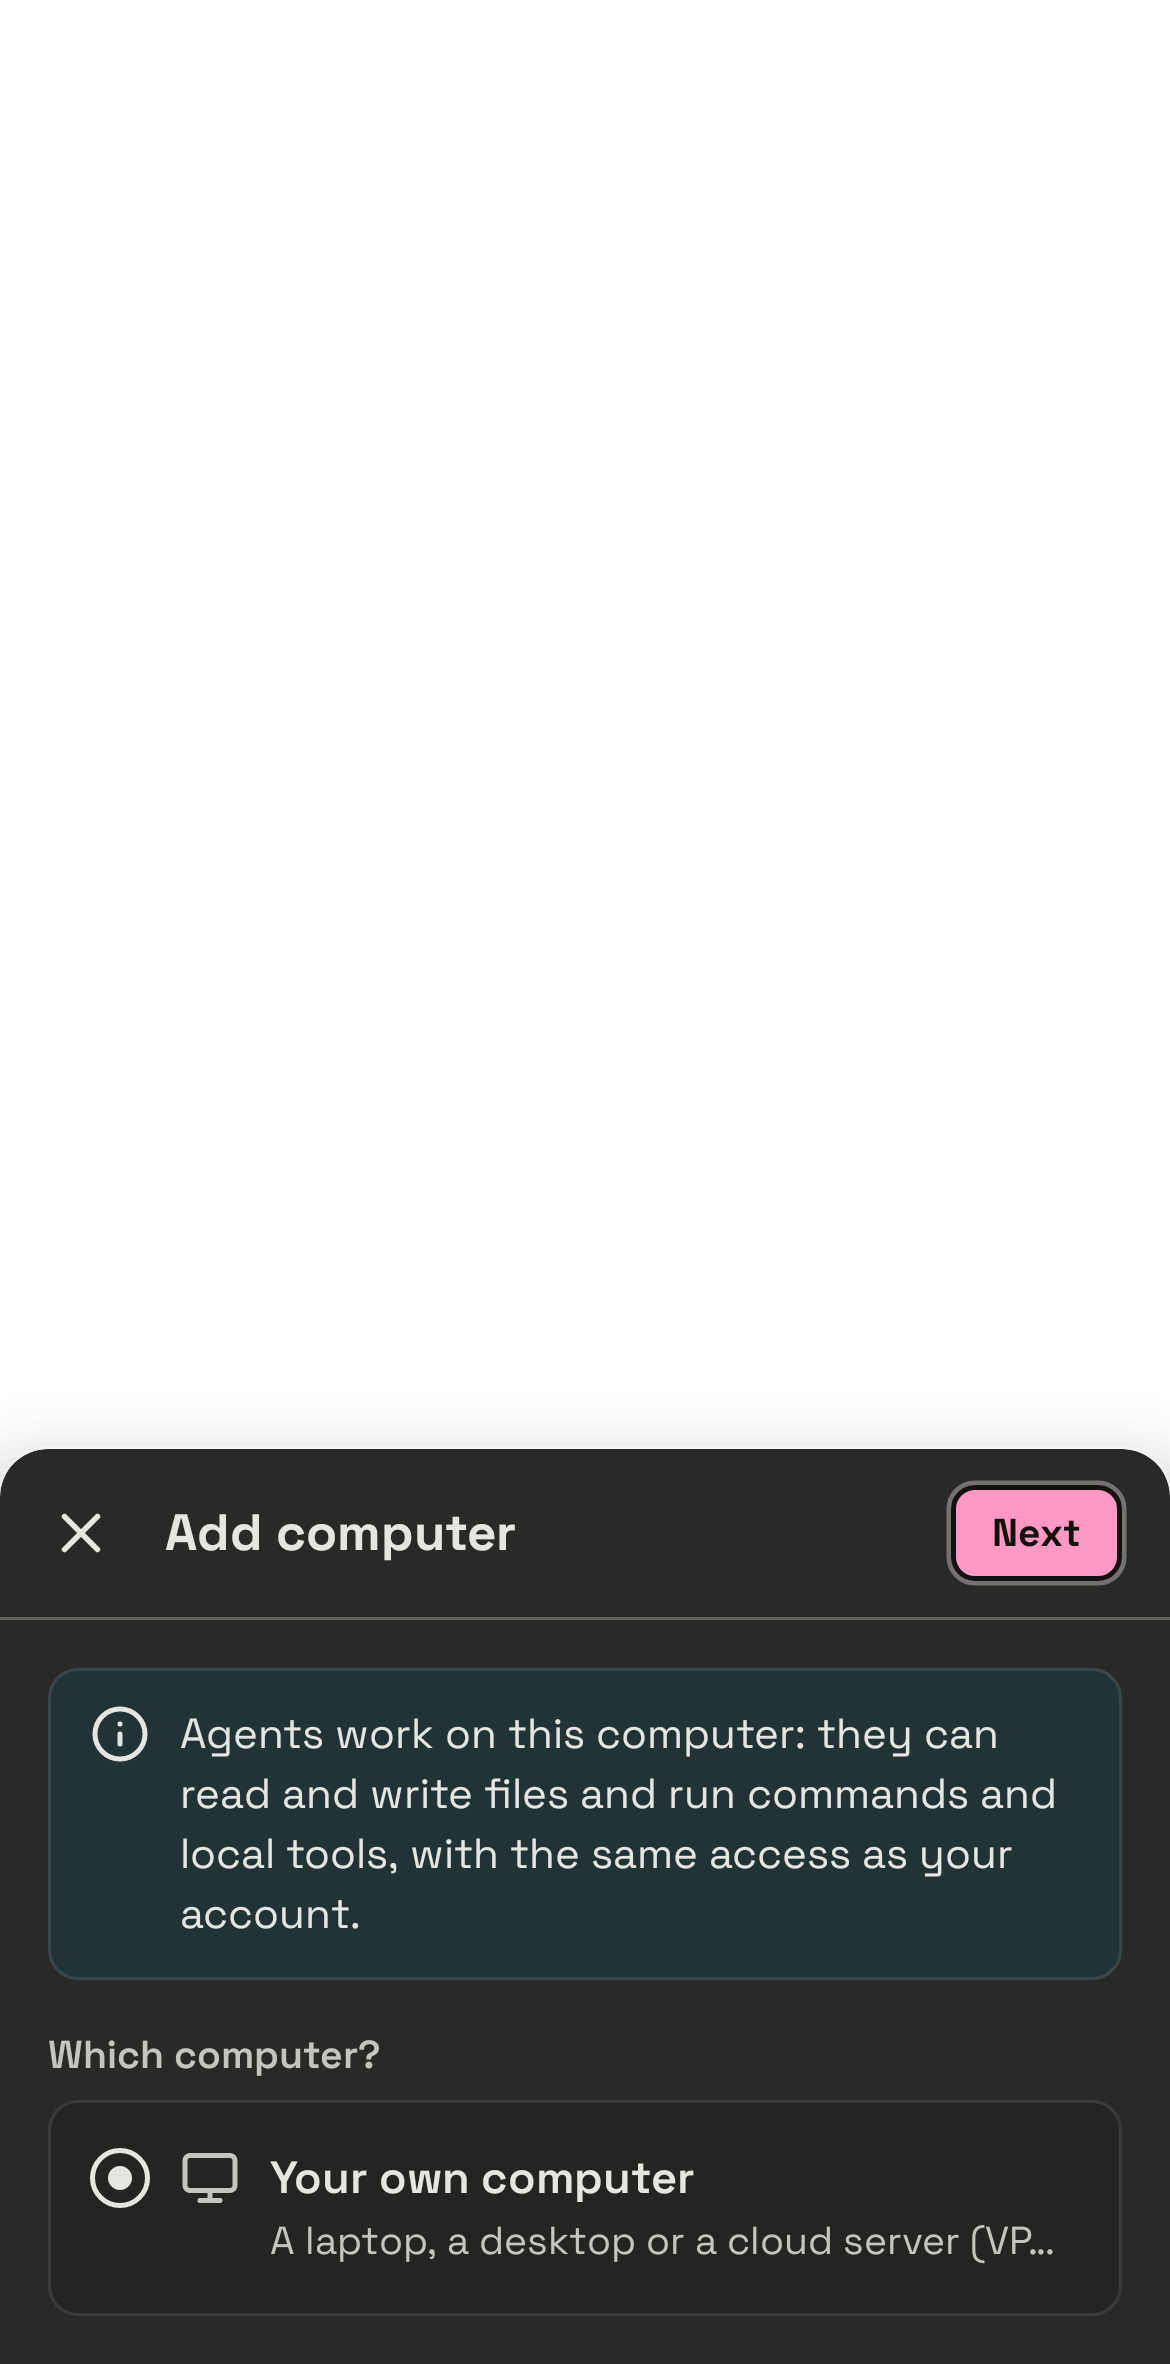 Add computer
Next
Agents work on this computer: they can
read and write files and run commands and
local tools, with the same access as your
account.
Which computer?
Your own computer
A laptop, a desktop or a cloud server (VP...